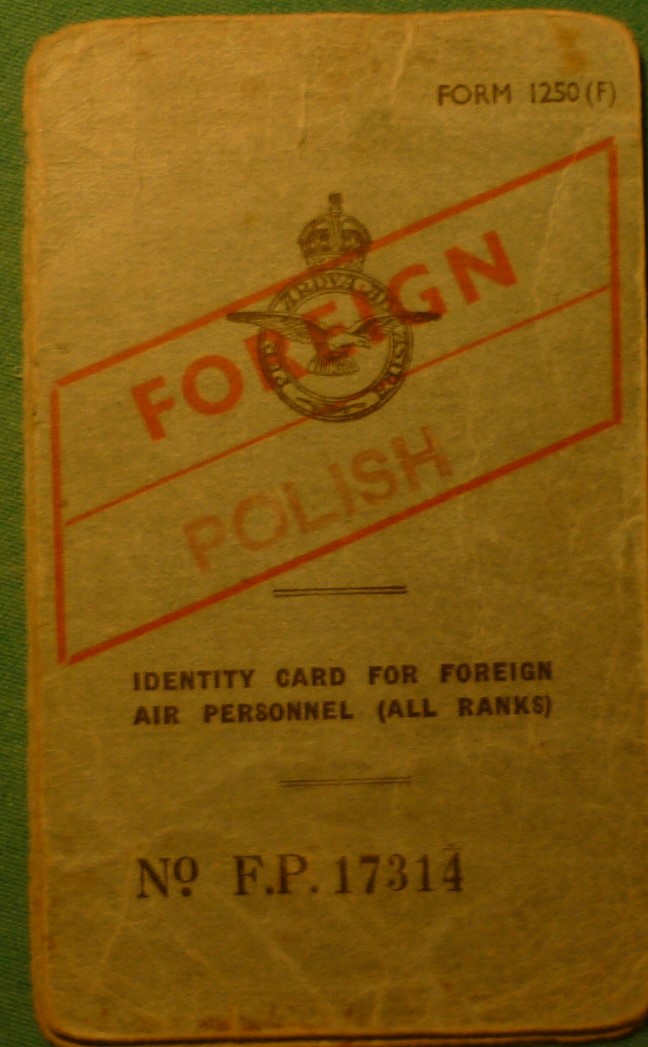 FORM 1250 (F)
FOREIGN
POLISH
IDENTITY CARD FOR FOREIGN
AIR PERSONNEL (ALL RANKS)
Nº F.P. 17314